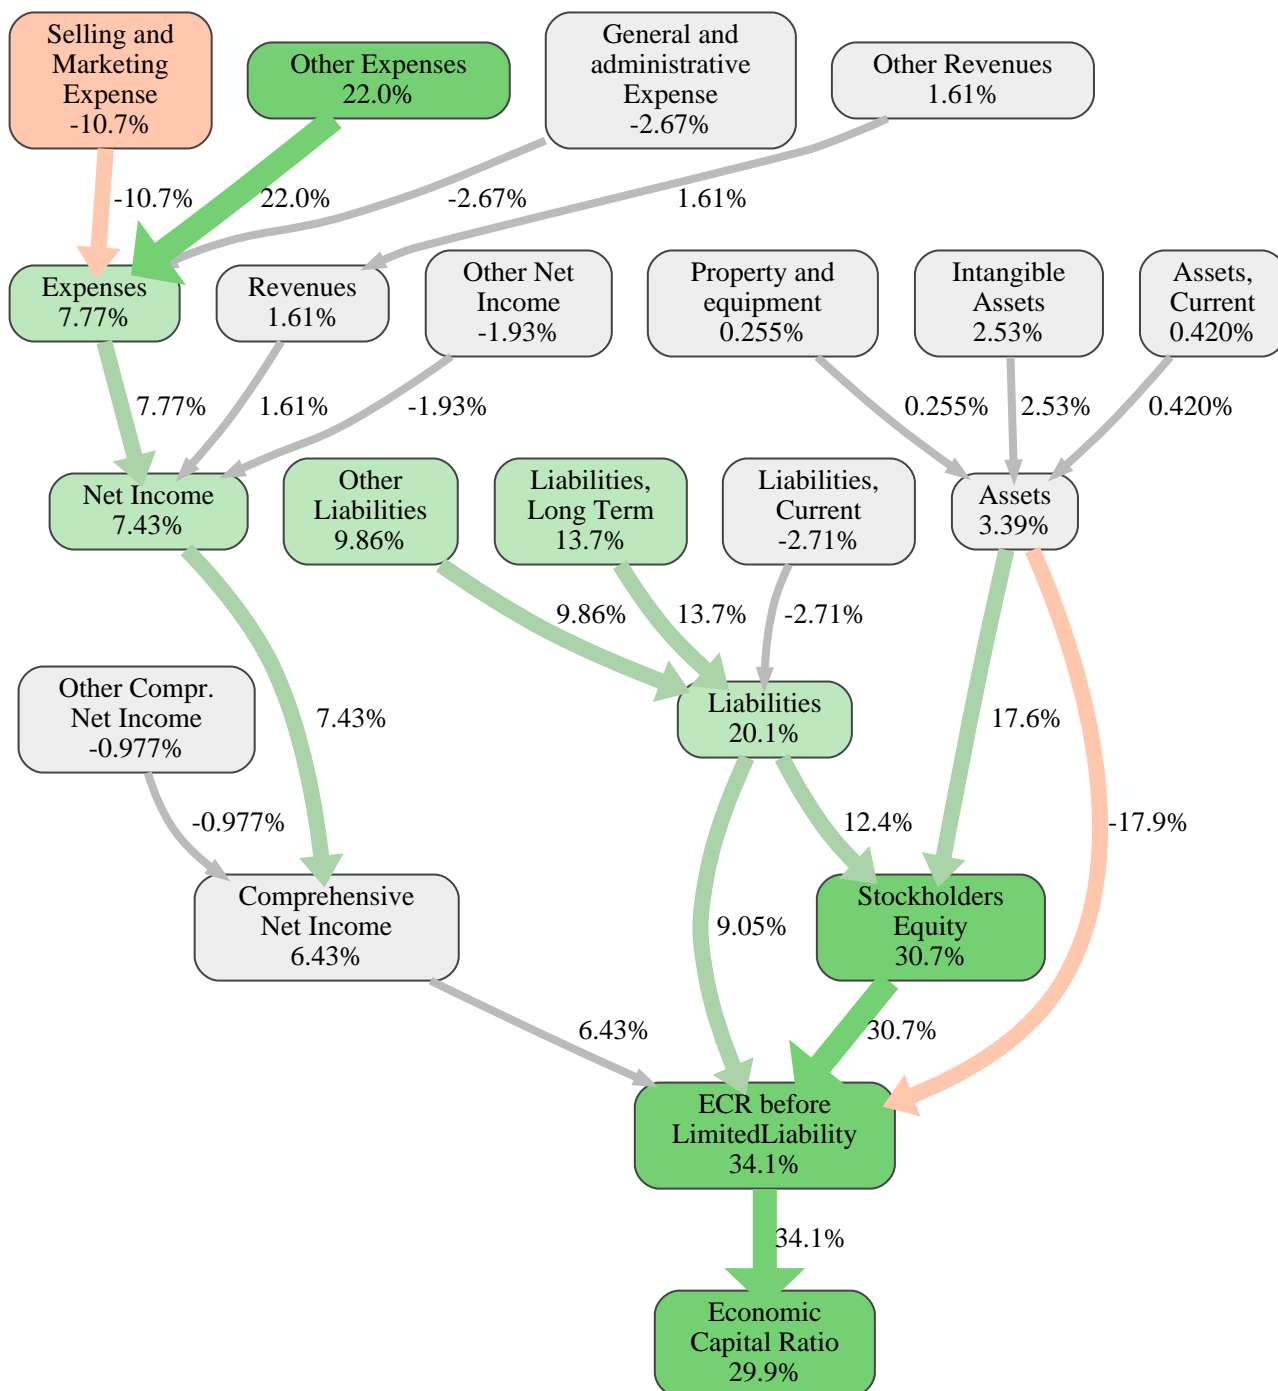 Selling and
Marketing
Expense
-10.7%
Other Expenses
22.0%
General and
administrative
Expense
-2.67%
Other Revenues
1.61%
-10.7%
22.0%
-2.67%
1.61%
Expenses
7.77%
Revenues
1.61%
Other Net
Income
-1.93%
Property and
equipment
0.255%
Intangible
Assets
2.53%
Assets,
Current
0.420%
7.77%
1.61%
-1.93%
0.255%
2.53%
0.420%
Net Income
7.43%
Other
Liabilities
9.86%
Liabilities,
Long Term
13.7%
Liabilities,
Current
-2.71%
Assets
3.39%
9.86%
13.7%
-2.71%
Other Compr.
Net Income
-0.977%
7.43%
Liabilities
20.1%
17.6%
-0.977%
12.4%
-17.9%
Comprehensive
Net Income
6.43%
9.05%
Stockholders
Equity
30.7%
6.43%
30.7%
ECR before
LimitedLiability
34.1%
34.1%
Economic
Capital Ratio
29.9%